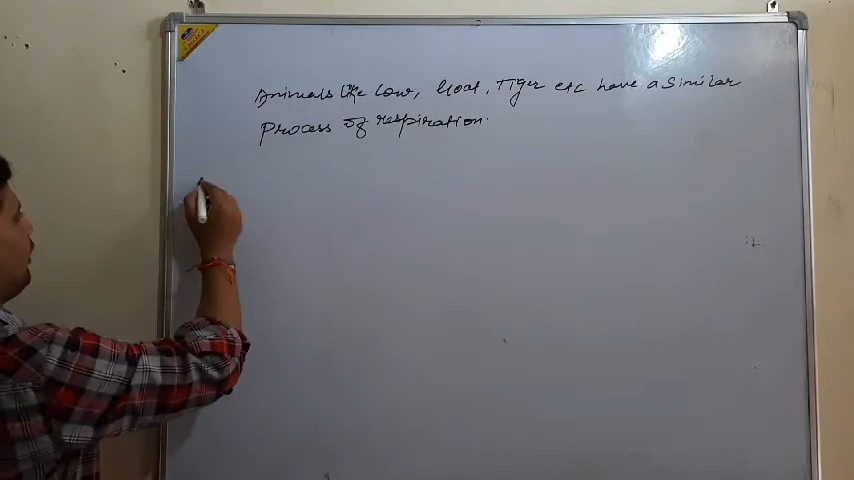 Animals like Cow, Goat, Tiger etc have a similar
Process of respiration.